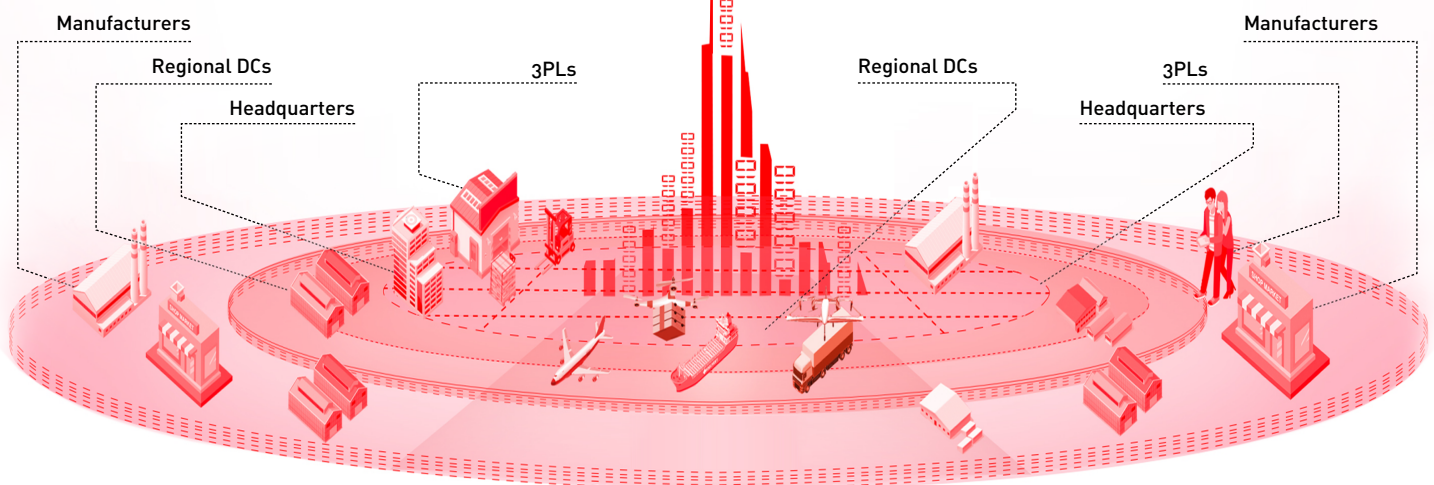 Manufacturers
Manufacturers
Regional DCs
3PLs
Regional DCs
3PLs
Headquarters
Headquarters